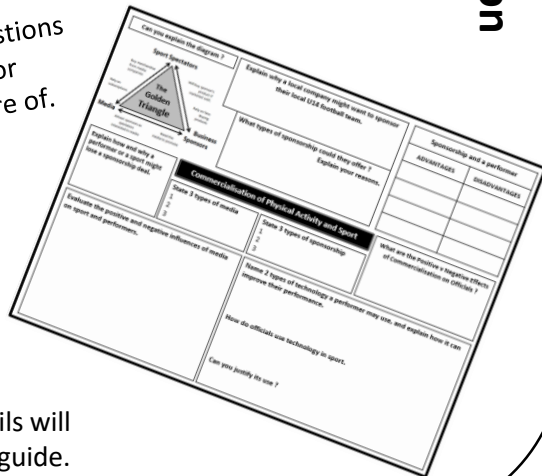 stions
or
re of.
on
Can you explain the diagram ?
Sport Spectators
The
Golden
Triangle
Media
Business
Sponsors
Explain why a local company might want to sponsor
their local U14 football team.
What types of sponsorship could they offer ?
Explain your reasons.
Sponsorship and a performer
ADVANTAGES
DISADVANTAGES
Explain how and why a
performer or a sport might
lose a sponsorship deal.
Commercialisation of Physical Activity and Sport
State 3 types of media
1
2
3
State 3 types of sponsorship
1
2
3
What are the Positive & Negative Effects
of Commercialisation on Officials ?
Evaluate the positive and negative influences of media
on sport and performers.
Name 2 types of technology a performer may use, and explain how it can
improve their performance.
How do officials use technology in sport.
Can you justify its use ?
ils will
guide.